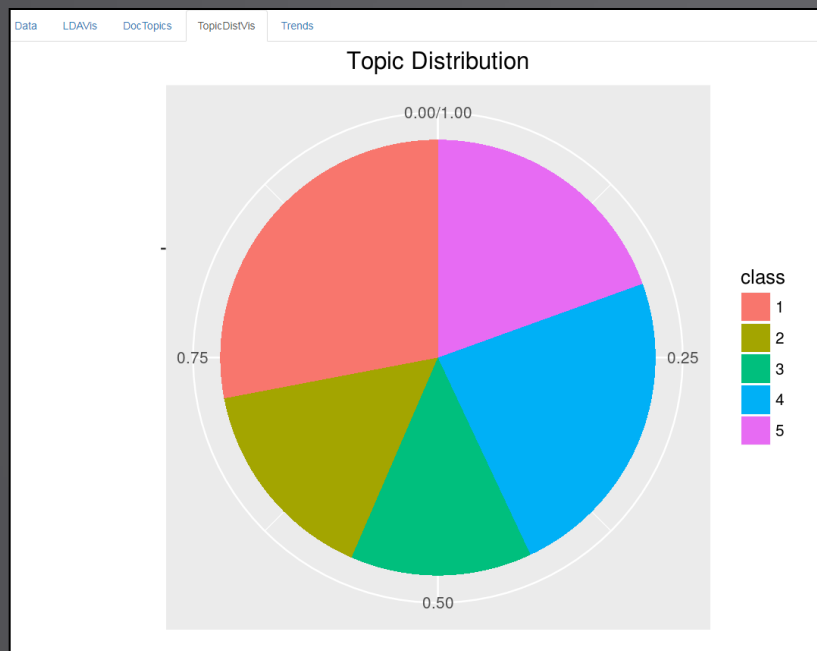 Data LDAVis DocTopics TopicDistVis Trends
Topic Distribution
0.00/1.00
class
1
2
0.75 0.25
3
4
5
0.50